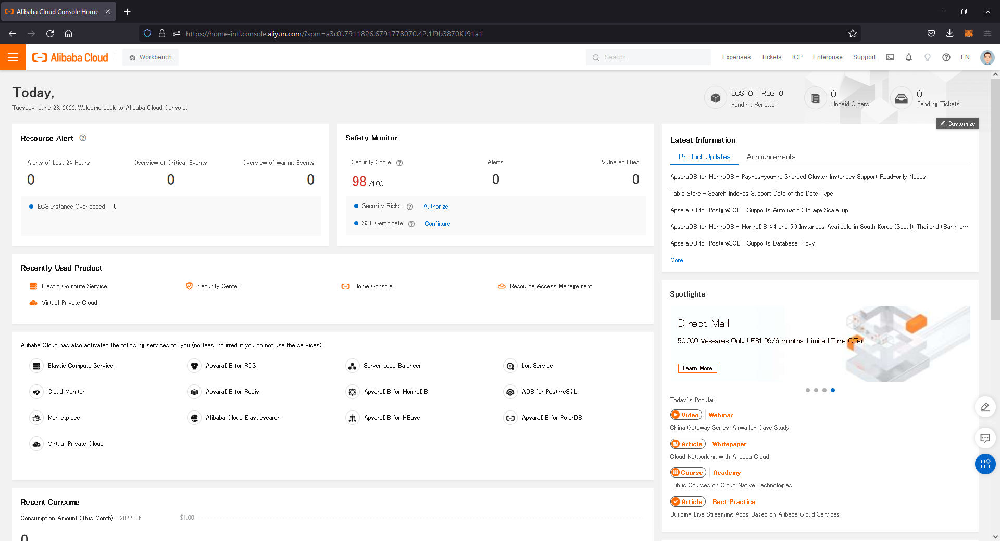 Alibaba Cloud Console Home
https://home-intl.console.aliyun.com/?spm=a3c0i.7911826.6791778070.42.1f9b3870KJ91a1
Alibaba Cloud
Workbench
Search...
Expenses
Tickets
ICP
Enterprise
Support
EN
Today,
Tuesday, June 28, 2022, Welcome back to Alibaba Cloud Console.
ECS 0 | RDS 0
Pending Renewal
0
Unpaid Orders
0
Pending Tickets
Customize
Resource Alert
Alerts of Last 24 Hours
0
Overview of Critical Events
0
Overview of Waring Events
0
ECS Instance Overloaded 0
Safety Monitor
Security Score
98 /100
Alerts
0
Vulnerabilities
0
Security Risks Authorize
SSL Certificate Configure
Latest Information
Product Updates
Announcements
ApsaraDB for MongoDB - Pay-as-you-go Sharded Cluster Instances Support Read-only Nodes
Table Store - Search Indexes Support Data of the Date Type
ApsaraDB for PostgreSQL - Supports Automatic Storage Scale-up
ApsaraDB for MongoDB - MongoDB 4.4 and 5.0 Instances Available in South Korea (Seoul), Thailand (Bangko…
ApsaraDB for PostgreSQL - Supports Database Proxy
More
Recently Used Product
Elastic Compute Service
Security Center
Home Console
Resource Access Management
Virtual Private Cloud
Alibaba Cloud has also activated the following services for you (no fees incurred if you do not use the services)
Elastic Compute Service
ApsaraDB for RDS
Server Load Balancer
Log Service
Cloud Monitor
ApsaraDB for Redis
ApsaraDB for MongoDB
ADB for PostgreSQL
Marketplace
Alibaba Cloud Elasticsearch
ApsaraDB for HBase
ApsaraDB for PolarDB
Virtual Private Cloud
Recent Consume
Consumption Amount (This Month) 2022-06
0
$1.00
Spotlights
Direct Mail
50,000 Messages Only US$1.99/6 months, Limited Time Offer!
Learn More
Today's Popular
Video | Webinar
China Gateway Series: Airwallex Case Study
Article | Whitepaper
Cloud Networking with Alibaba Cloud
Course | Academy
Public Courses on Cloud Native Technologies
Article | Best Practice
Building Live Streaming Apps Based on Alibaba Cloud Services